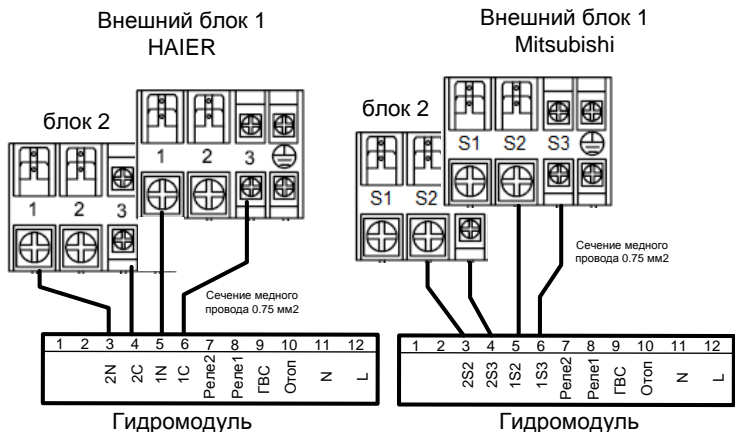 Внешний блок 1
HAIER
блок 2
1 2 3
1 2 3
Сечение медного
провода 0.75 мм2
1 2 3 4 5 6 7 8 9 10 11 12
2N 2C 1N 1C Реле2 Реле1 ГВС Отоп N L
Гидромодуль
Внешний блок 1
Mitsubishi
блок 2
S1 S2 S3
S1 S2
Сечение медного
провода 0.75 мм2
1 2 3 4 5 6 7 8 9 10 11 12
2S2 2S3 1S2 1S3 Реле2 Реле1 ГВС Отоп N L
Гидромодуль